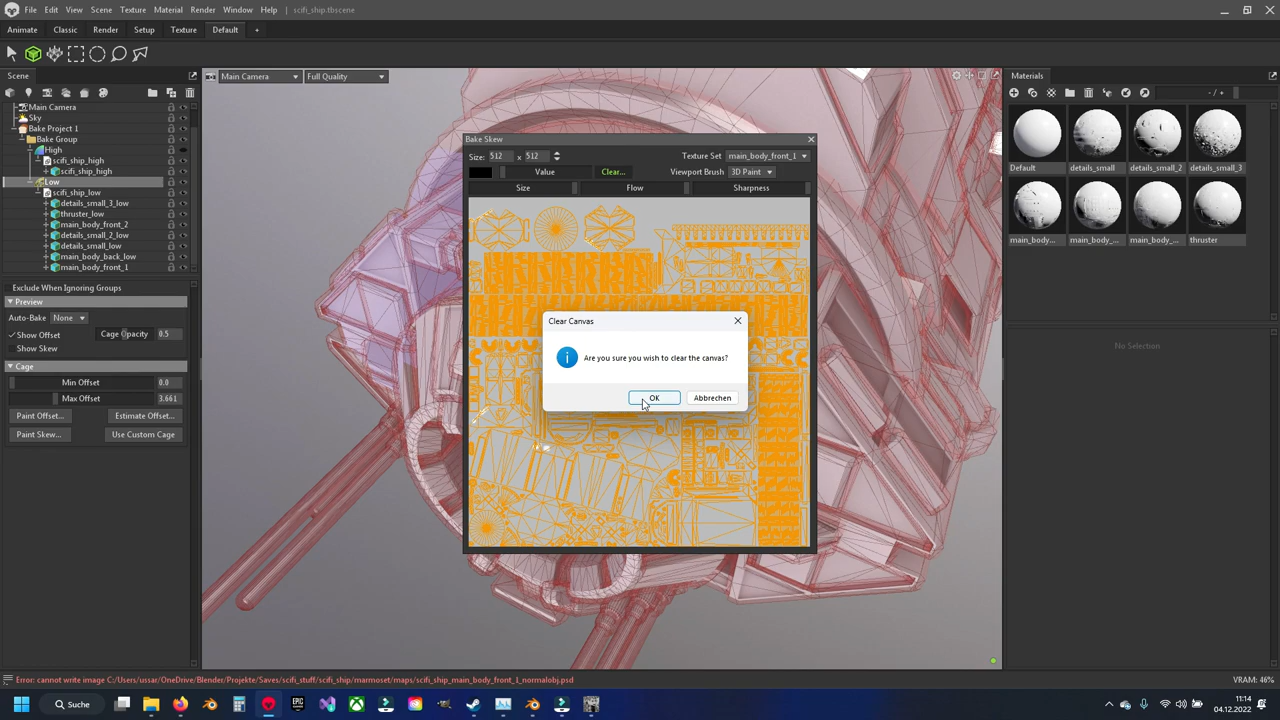 File Edit View Scene Texture Material Render Window Help scifi_ship.tbscene
Animate Classic Render Setup Texture Default +
Scene
Main Camera Full Quality
Materials
Main Camera
Sky
Bake Project 1
Bake Group
High
scifi_ship_high
scifi_ship_high
Low
scifi_ship_low
details_small_3_low
thruster_low
main_body_front_2
details_small_2_low
details_small_low
main_body_back_low
main_body_front_1
Exclude When Ignoring Groups
Preview
Auto-Bake None
Show Offset Cage Opacity 0.5
Show Skew
Cage
Min Offset 0.0
Max Offset 3.661
Paint Offset... Estimate Offset...
Paint Skew... Use Custom Cage
Bake Skew
Size: 512 x 512 Texture Set main_body_front_1
Value Clear... Viewport Brush 3D Paint
Size Flow Sharpness
Clear Canvas
Are you sure you wish to clear the canvas?
OK Abbrechen
- / +
Default details_small details_small_2 details_small_3
main_body... main_body_... main_body_... thruster
No Selection
Error: cannot write image C:/Users/ussar/OneDrive/Blender/Projekte/Saves/scifi_stuff/scifi_ship/marmoset/maps/scifi_ship_main_body_front_1_normalobj.psd
VRAM: 46%
Suche
EPIC
11:14
04.12.2022